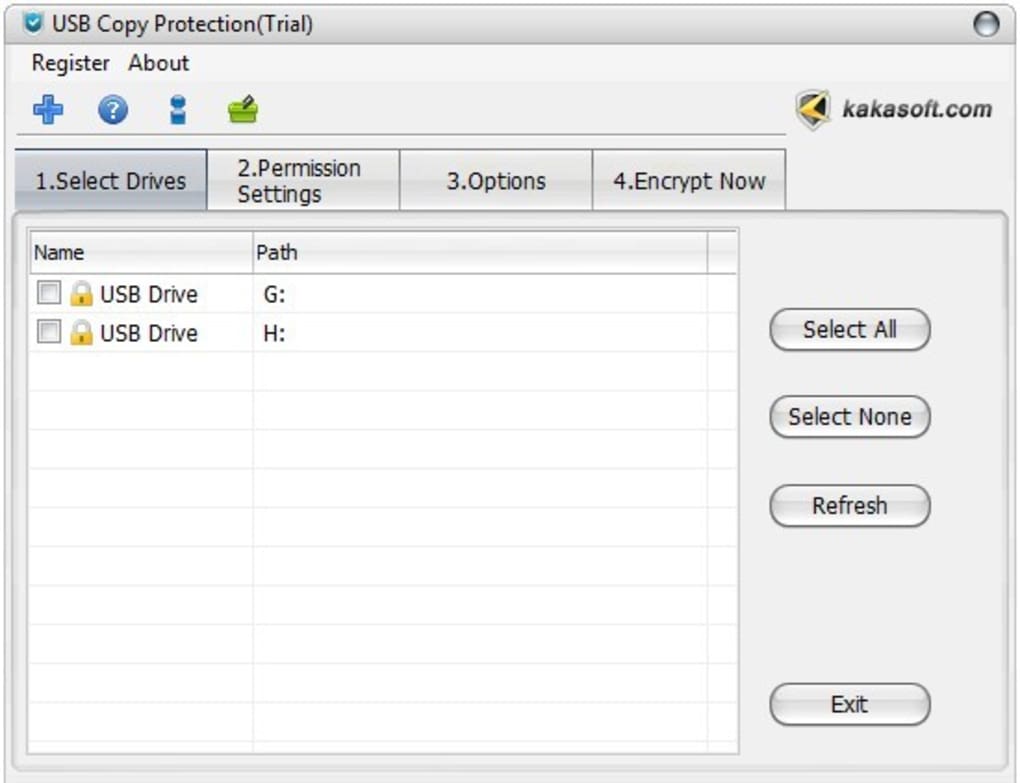 USB Copy Protection(Trial)
Register About
?
kakasoft.com
1.Select Drives
2.Permission
Settings
3.Options
4.Encrypt Now
Name Path
USB Drive G:
USB Drive H:
Select All
Select None
Refresh
Exit